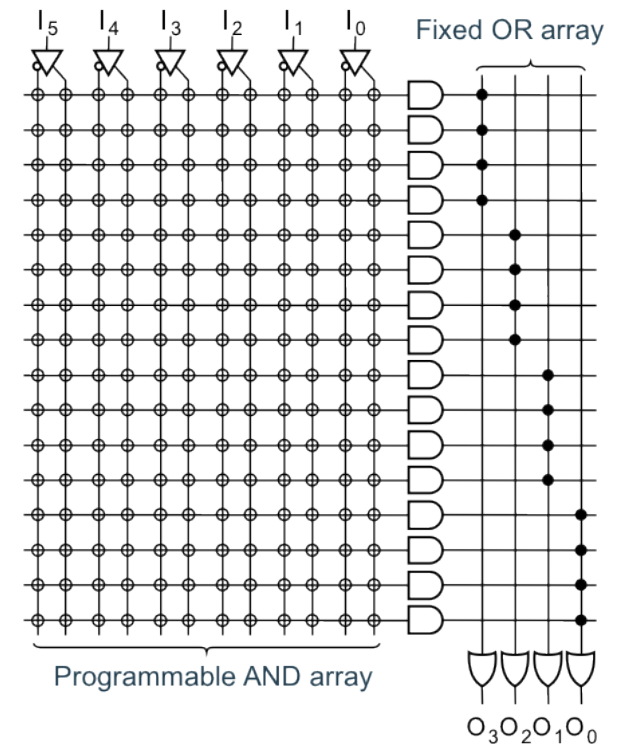 I5 I4 I3 I2 I1 I0
Fixed OR array
Programmable AND array
O3O2O1O0